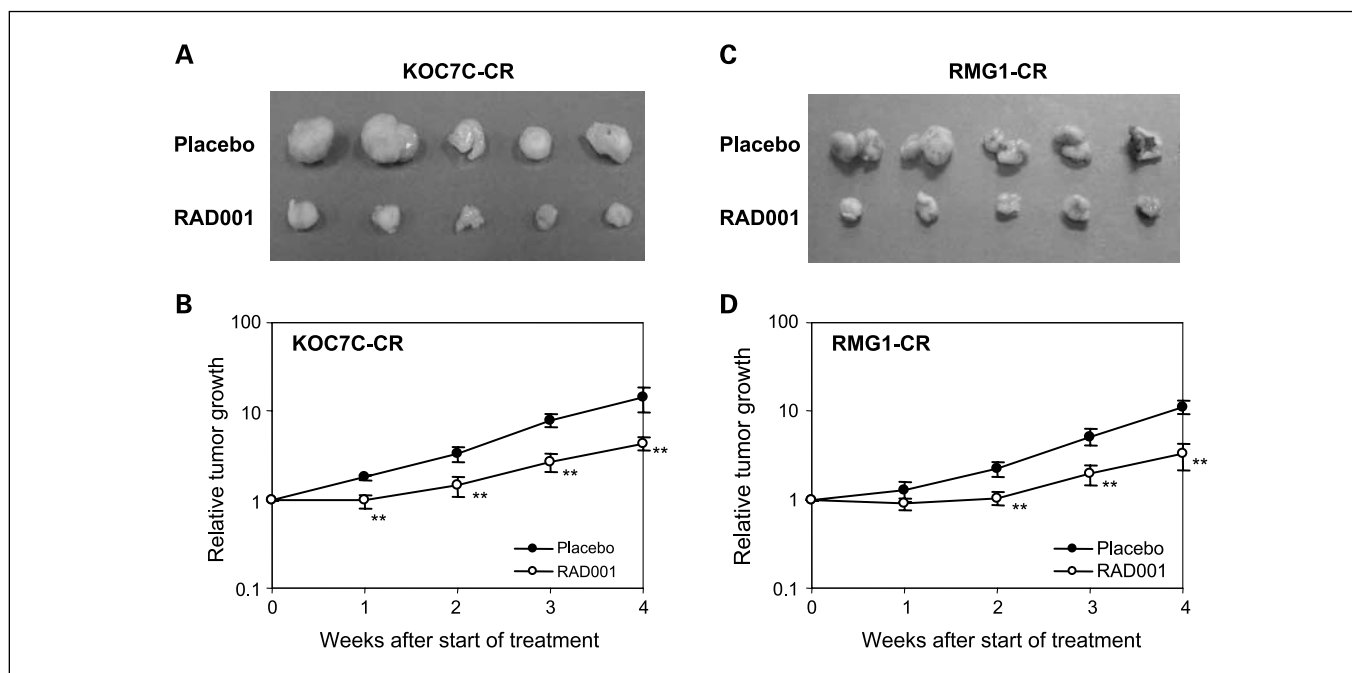 A
KOC7C-CR
Placebo
RAD001
B
100
10
1
0.1
Relative tumor growth
KOC7C-CR
**
**
**
**
Placebo
RAD001
0 1 2 3 4
Weeks after start of treatment
C
RMG1-CR
Placebo
RAD001
D
100
10
1
0.1
Relative tumor growth
RMG1-CR
**
**
**
Placebo
RAD001
0 1 2 3 4
Weeks after start of treatment